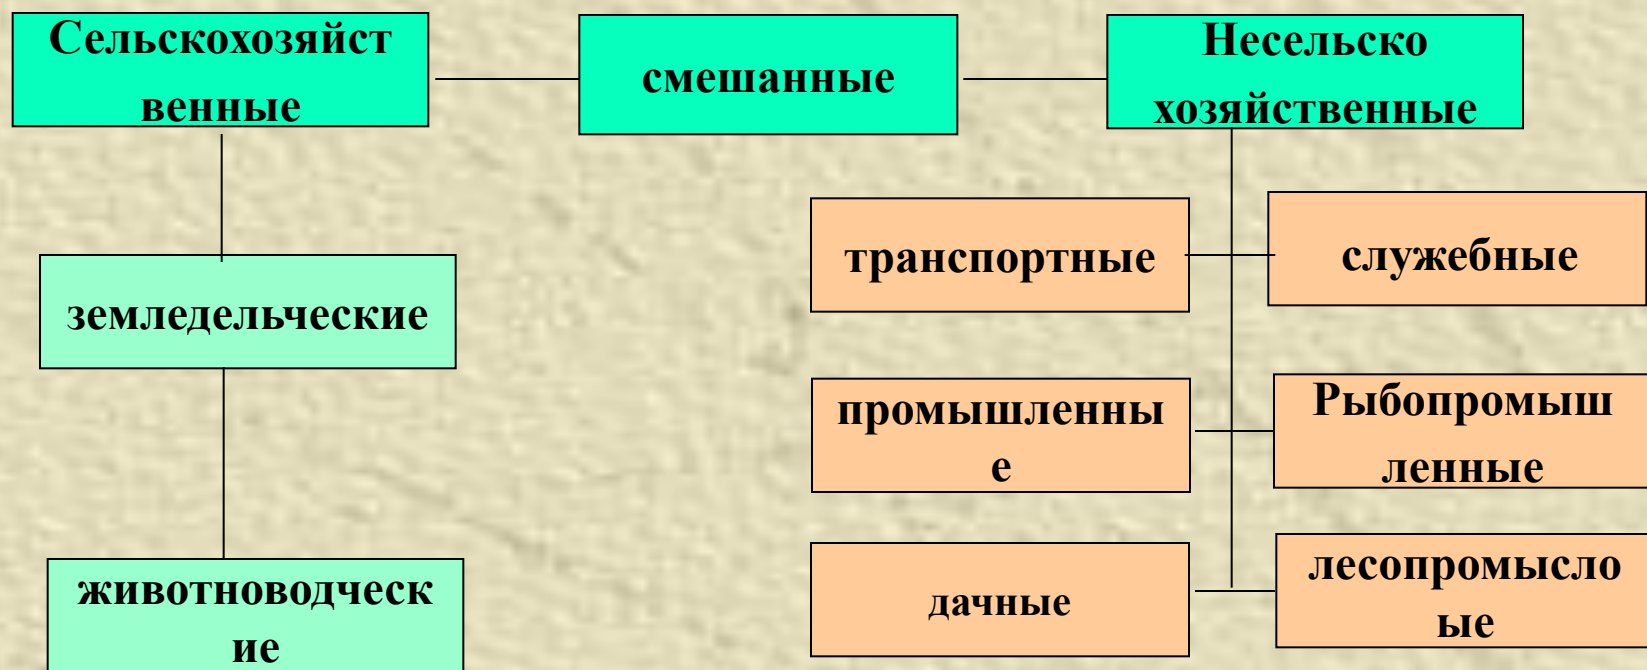 Сельскохозяйст
венные
смешанные
Несельско
хозяйственные
транспортные
служебные
земледельческие
промышленны
е
Рыбопромыш
ленные
дачные
лесопромысло
ые
животноводческ
ие